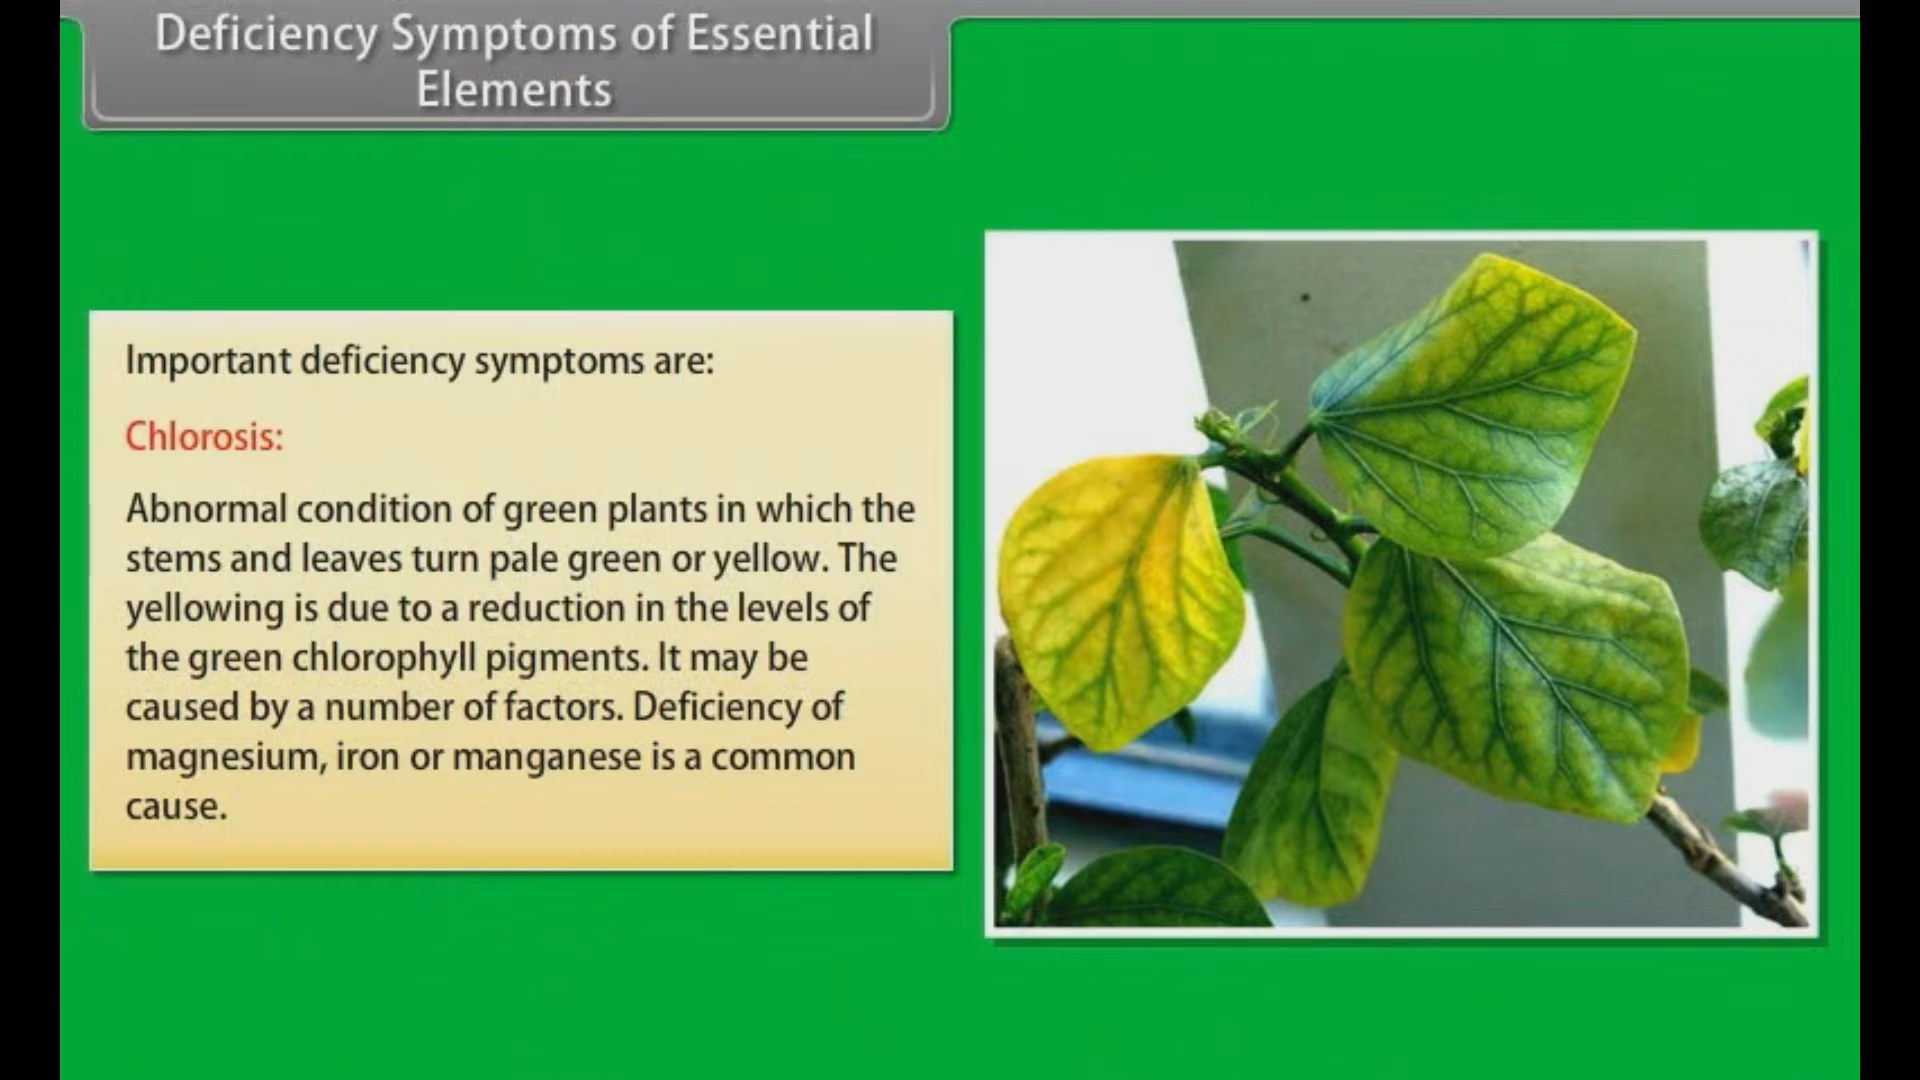 Deficiency Symptoms of Essential
Elements
Important deficiency symptoms are:
Chlorosis:
Abnormal condition of green plants in which the
stems and leaves turn pale green or yellow. The
yellowing is due to a reduction in the levels of
the green chlorophyll pigments. It may be
caused by a number of factors. Deficiency of
magnesium, iron or manganese is a common
cause.